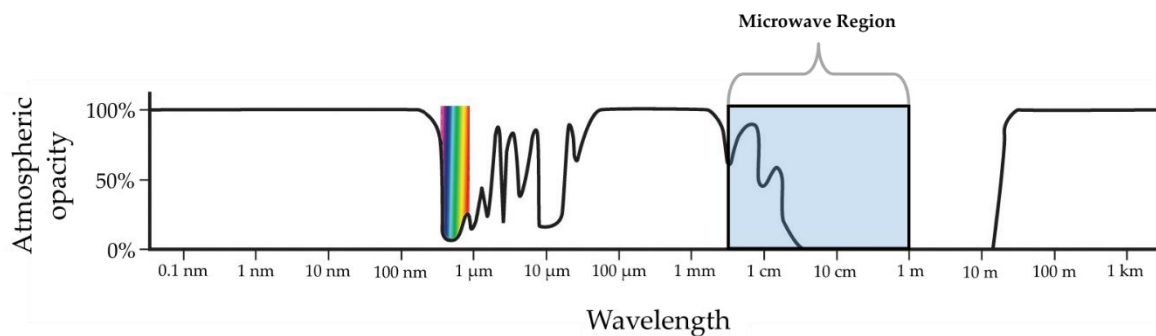 Microwave Region
Atmospheric
opacity
100%
50%
0%
0.1 nm 1 nm 10 nm 100 nm 1 μm 10 μm 100 μm 1 mm 1 cm 10 cm 1 m 10 m 100 m 1 km
Wavelength